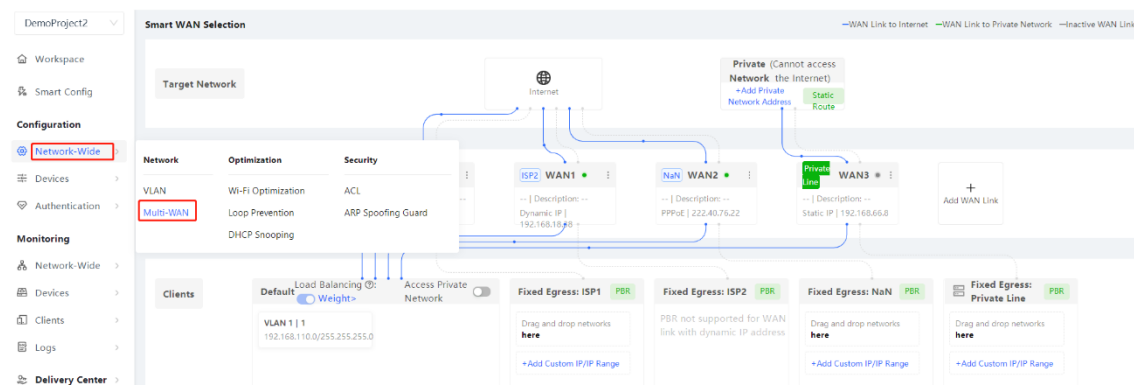 DemoProject2
Smart WAN Selection
WAN Link to Internet
WAN Link to Private Network
Inactive WAN Link
Workspace
Smart Config
Configuration
Network-Wide
Devices
Authentication
Monitoring
Network-Wide
Devices
Clients
Logs
Delivery Center
Target Network
Internet
Private (Cannot access
Network the Internet)
+Add Private
Network Address
Static
Route
Network
VLAN
Multi-WAN
Optimization
Wi-Fi Optimization
Loop Prevention
DHCP Snooping
Security
ACL
ARP Spoofing Guard
--
ISP2 WAN1
-- | Description: --
Dynamic IP |
192.168.18.68
NaN WAN2
-- | Description: --
PPPoE | 222.40.76.22
Private
Line
WAN3
-- | Description: --
Static IP | 192.168.66.8
+
Add WAN Link
Clients
Default
Load Balancing
Weight>
Access Private
Network
VLAN 1 | 1
192.168.110.0/255.255.255.0
Fixed Egress: ISP1 PBR
Drag and drop networks
here
+Add Custom IP/IP Range
Fixed Egress: ISP2 PBR
PBR not supported for WAN
link with dynamic IP address
Fixed Egress: NaN PBR
Drag and drop networks
here
+Add Custom IP/IP Range
Fixed Egress:
Private Line
PBR
Drag and drop networks
here
+Add Custom IP/IP Range